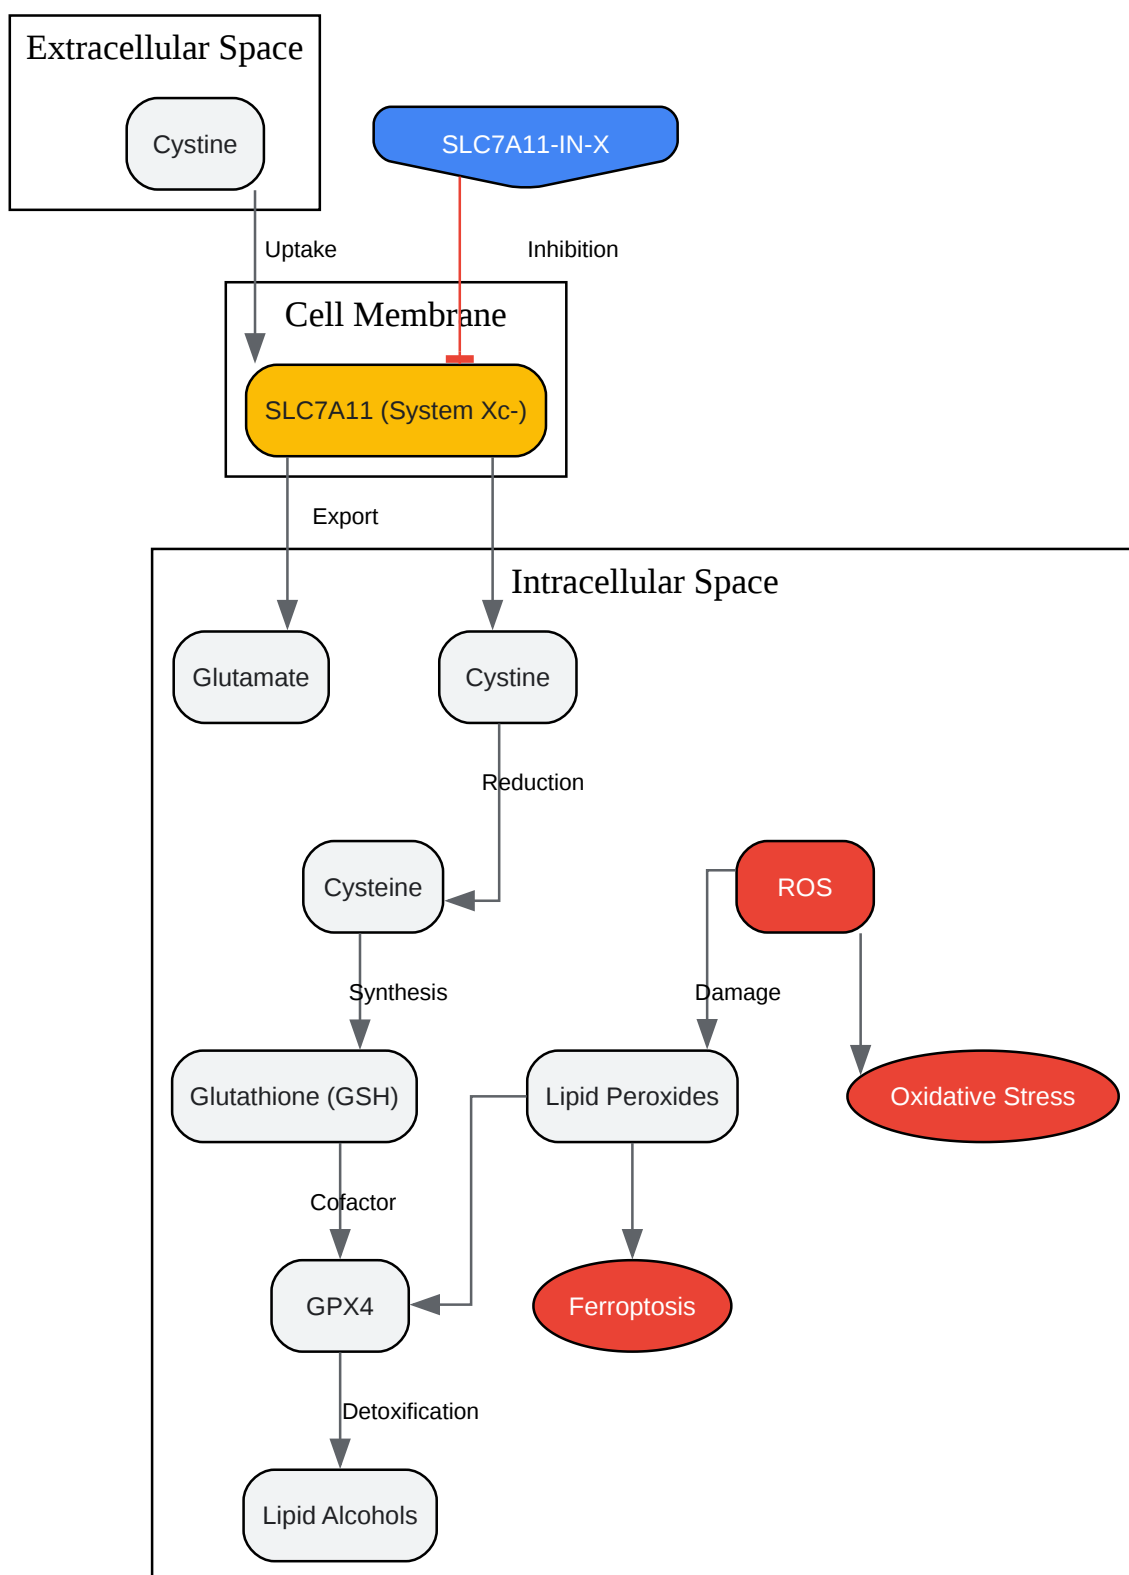 Extracellular Space
Cystine
SLC7A11-IN-X
Uptake
Inhibition
Cell Membrane
SLC7A11 (System Xc-)
Export
Intracellular Space
Glutamate
Cystine
Reduction
Cysteine
ROS
Synthesis
Damage
Glutathione (GSH)
Lipid Peroxides
Oxidative Stress
Cofactor
GPX4
Ferroptosis
Detoxification
Lipid Alcohols